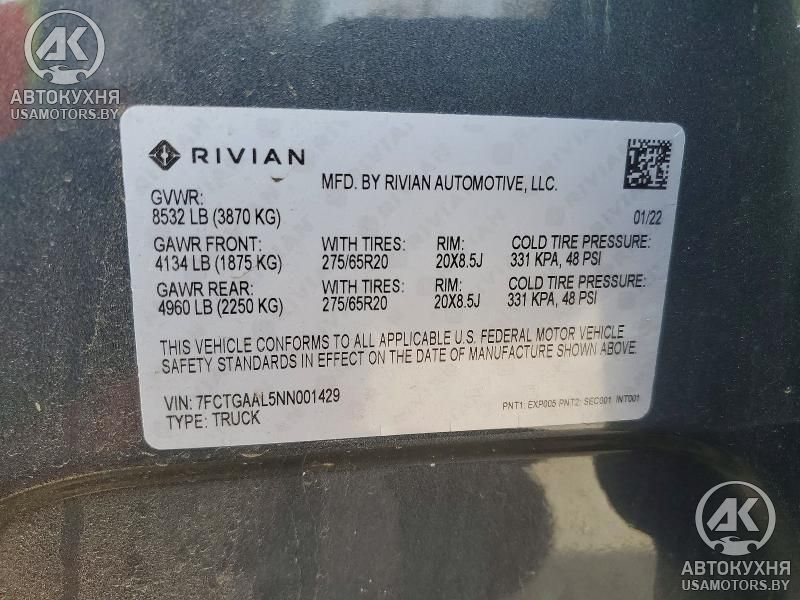 АК
АВТОКУХНЯ
USAMOTORS.BY
RIVIAN
MFD. BY RIVIAN AUTOMOTIVE, LLC.
GVWR:
8532 LB (3870 KG)
01/22
GAWR FRONT: WITH TIRES: RIM: COLD TIRE PRESSURE:
4134 LB (1875 KG) 275/65R20 20X8.5J 331 KPA, 48 PSI
GAWR REAR: WITH TIRES: RIM: COLD TIRE PRESSURE:
4960 LB (2250 KG) 275/65R20 20X8.5J 331 KPA, 48 PSI
THIS VEHICLE CONFORMS TO ALL APPLICABLE U.S. FEDERAL MOTOR VEHICLE
SAFETY STANDARDS IN EFFECT ON THE DATE OF MANUFACTURE SHOWN ABOVE.
VIN: 7FCTGAAL5NN001429
TYPE: TRUCK
PNT1: EXP005 PNT2: SEC001 INT001
АК
АВТОКУХНЯ
USAMOTORS.BY